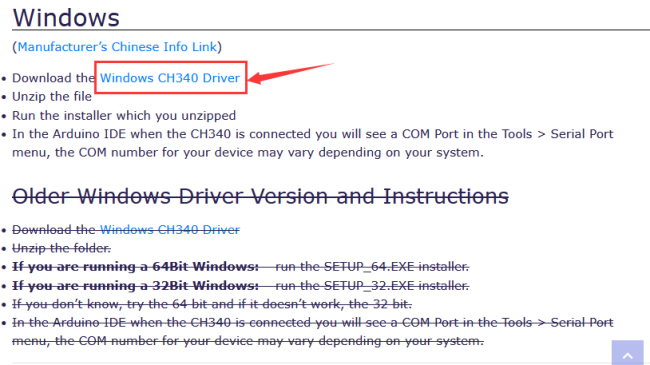 Windows
(Manufacturer’s Chinese Info Link)
• Download the Windows CH340 Driver
• Unzip the file
• Run the installer which you unzipped
• In the Arduino IDE when the CH340 is connected you will see a COM Port in the Tools > Serial Port
menu, the COM number for your device may vary depending on your system.
Older Windows Driver Version and Instructions
• Download the Windows CH340 Driver
• Unzip the folder.
• If you are running a 64Bit Windows: run the SETUP_64.EXE installer.
• If you are running a 32Bit Windows: run the SETUP_32.EXE installer.
• If you don’t know, try the 64 bit and if it doesn’t work, the 32 bit.
• In the Arduino IDE when the CH340 is connected you will see a COM Port in the Tools > Serial Port
menu, the COM number for your device may vary depending on your system.